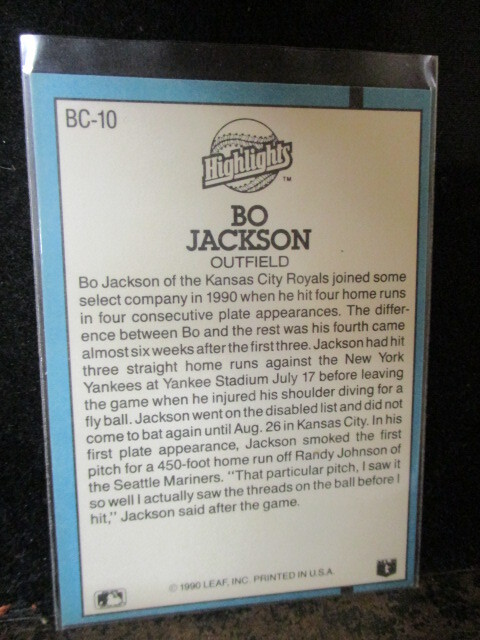 BC-10
Highlights TM
BO
JACKSON
OUTFIELD
Bo Jackson of the Kansas City Royals joined some
select company in 1990 when he hit four home runs
in four consecutive plate appearances. The differ-
ence between Bo and the rest was his fourth came
almost six weeks after the first three. Jackson had hit
three straight home runs against the New York
Yankees at Yankee Stadium July 17 before leaving
the game when he injured his shoulder diving for a
fly ball. Jackson went on the disabled list and did not
come to bat again until Aug. 26 in Kansas City. In his
first plate appearance, Jackson smoked the first
pitch for a 450-foot home run off Randy Johnson of
the Seattle Mariners. "That particular pitch, I saw it
so well I actually saw the threads on the ball before I
hit," Jackson said after the game.
© 1990 LEAF, INC. PRINTED IN U.S.A.